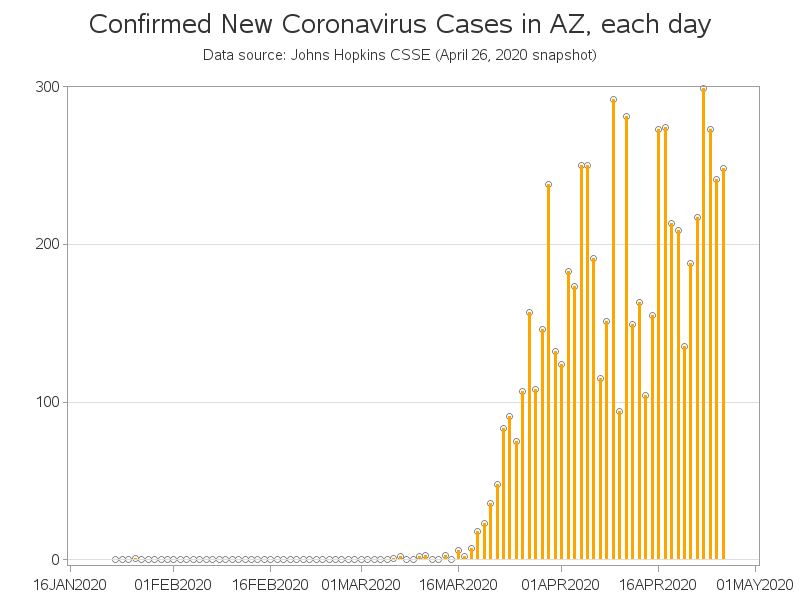 Confirmed New Coronavirus Cases in AZ, each day
Data source: Johns Hopkins CSSE (April 26, 2020 snapshot)
300
200
100
0
16JAN2020 01FEB2020 16FEB2020 01MAR2020 16MAR2020 01APR2020 16APR2020 01MAY2020